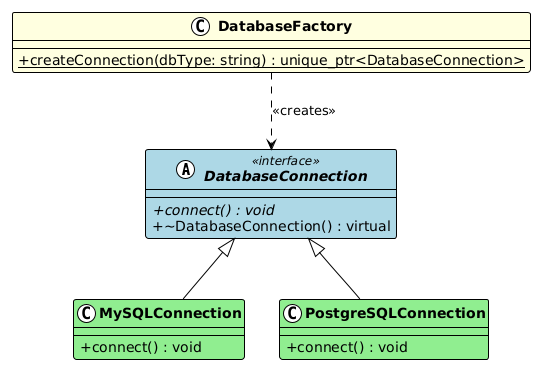 C DatabaseFactory
+createConnection(dbType: string) : unique_ptr<DatabaseConnection>
«creates»
«interface»
A DatabaseConnection
+connect() : void
+~DatabaseConnection() : virtual
C MySQLConnection
+connect() : void
C PostgreSQLConnection
+connect() : void